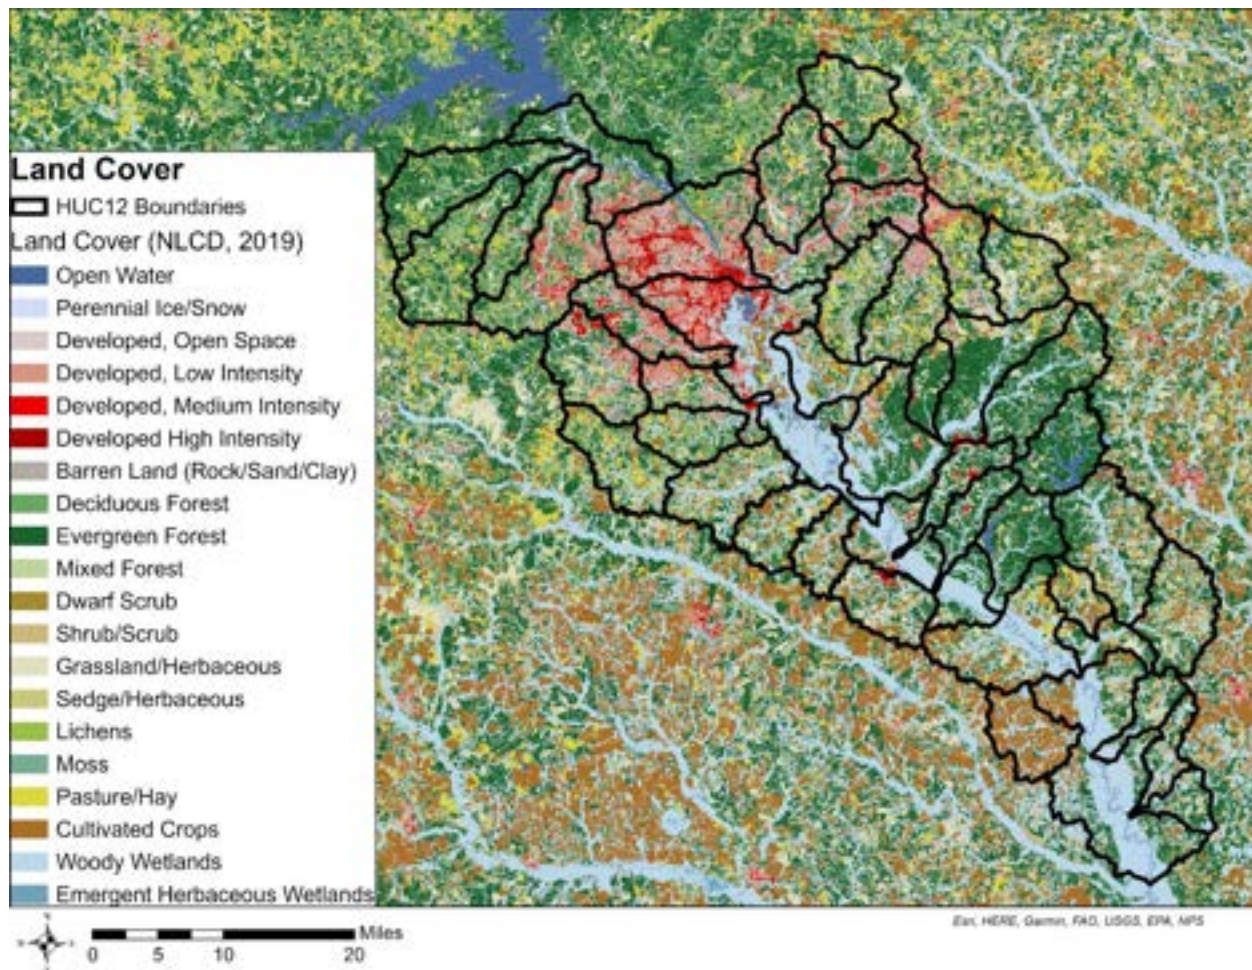 Land Cover
HUC12 Boundaries
Land Cover (NLCD, 2019)
Open Water
Perennial Ice/Snow
Developed, Open Space
Developed, Low Intensity
Developed, Medium Intensity
Developed High Intensity
Barren Land (Rock/Sand/Clay)
Deciduous Forest
Evergreen Forest
Mixed Forest
Dwarf Scrub
Shrub/Scrub
Grassland/Herbaceous
Sedge/Herbaceous
Lichens
Moss
Pasture/Hay
Cultivated Crops
Woody Wetlands
Emergent Herbaceous Wetlands
Esri, HERE, Garmin, FAO, USGS, EPA, NPS
Miles
0 5 10 20